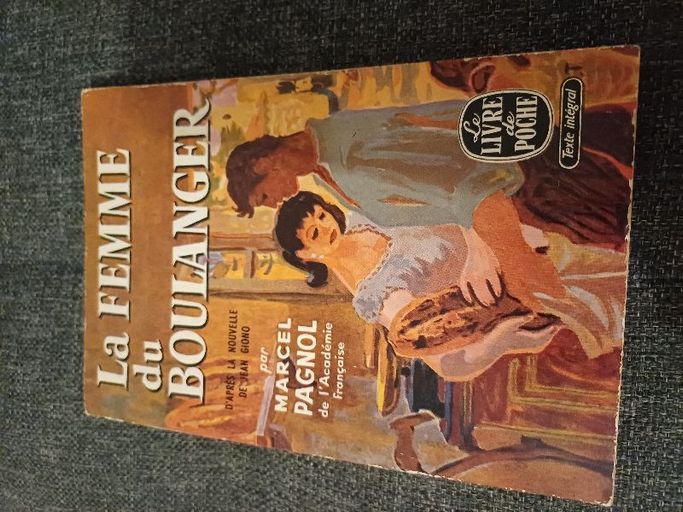 La FEMME
du
BOULANGER
D'APRÈS LA NOUVELLE
DE JEAN GIONO
par
MARCEL
PAGNOL
de l'Académie
Française
Le
LIVRE
de
POCHE
Texte intégral